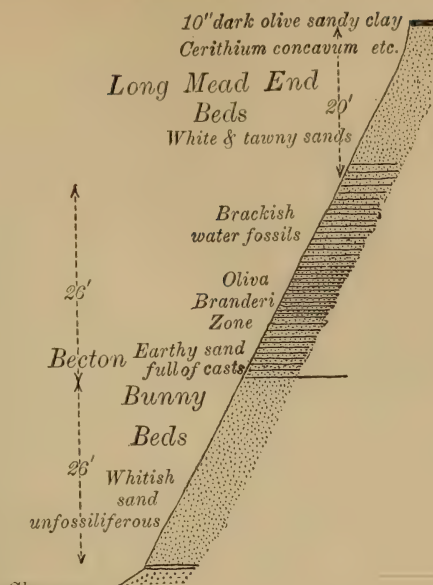 10" dark olive sandy clay
Cerithium concavum etc.
Long Mead End
Beds
20'
White & tawny sands
Brackish
water fossils
26'
Oliva
Branderi
Zone
Becton
Earthy sand
full of casts
Bunny
Beds
26'
Whitish
sand
unfossiliferous